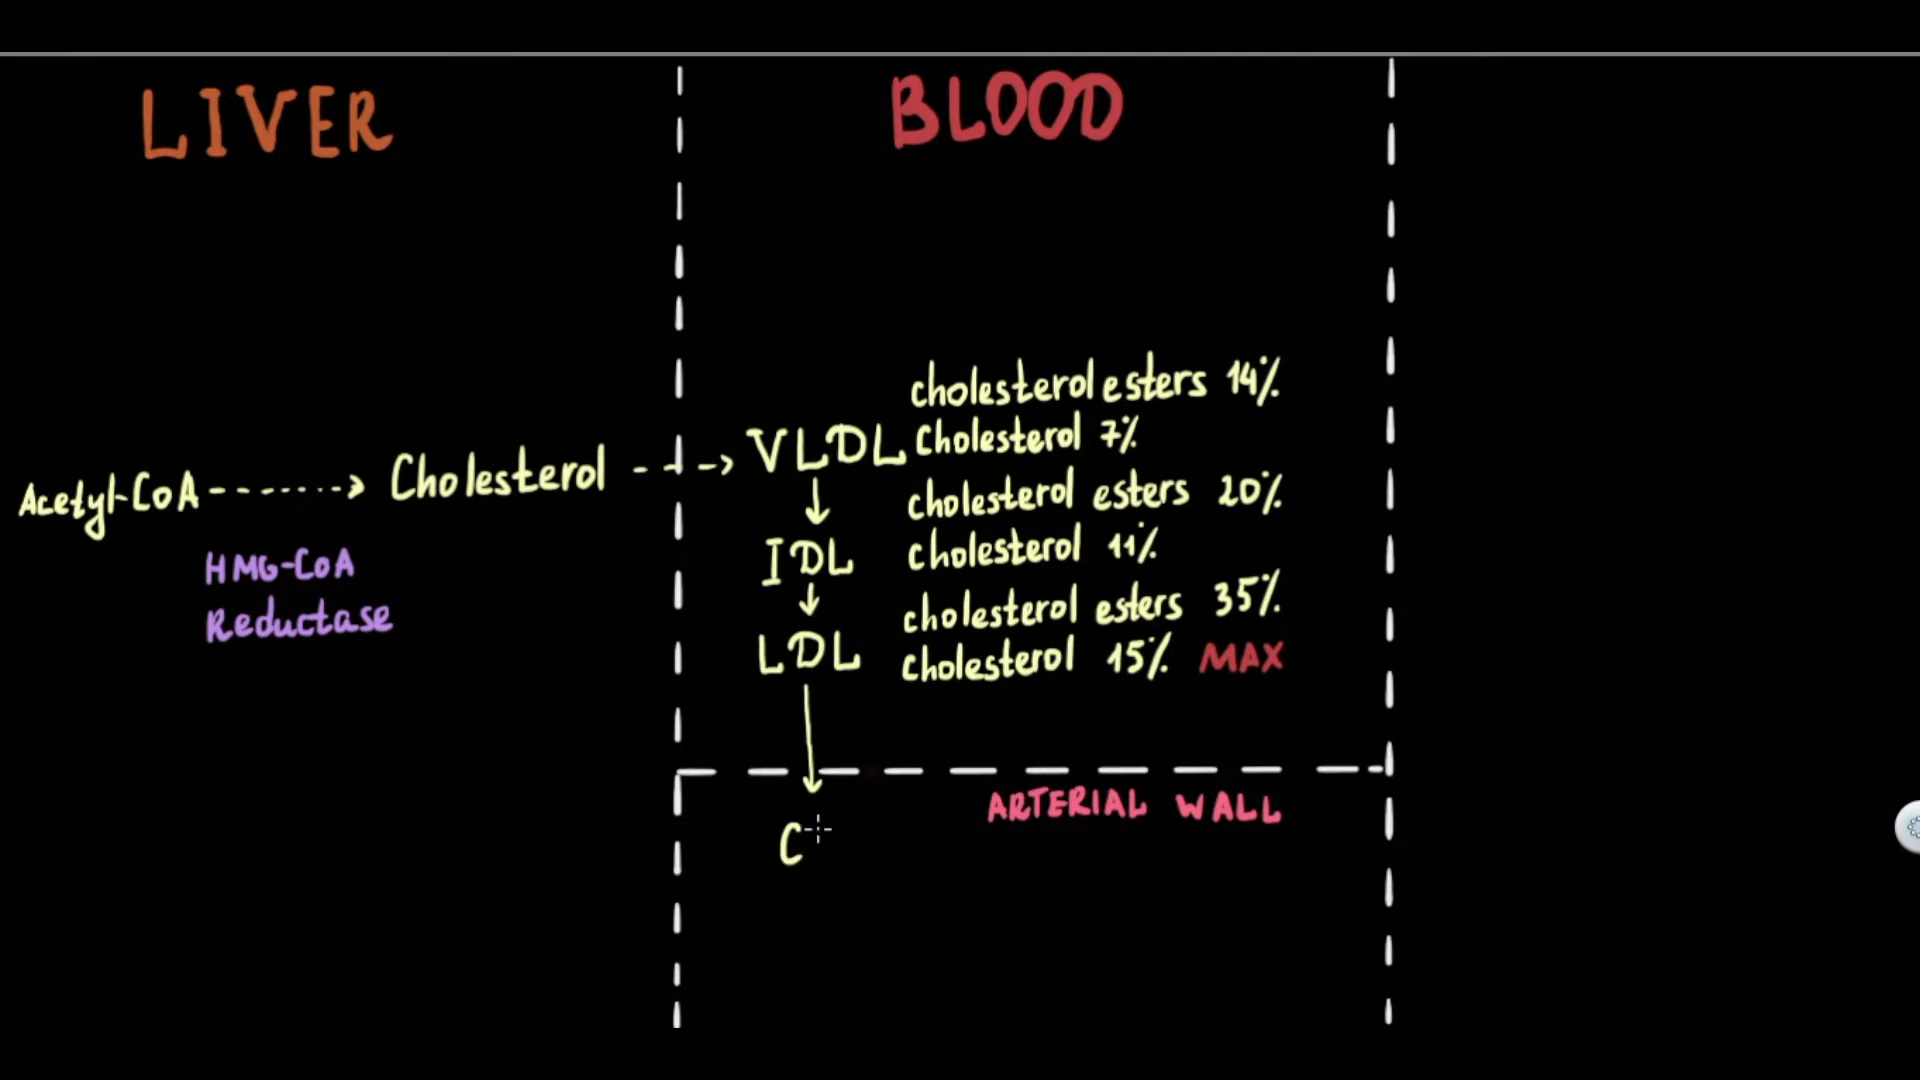 LIVER
BLOOD
cholesterol esters 14%
VLDL Cholesterol 7%
Acetyl-CoA -------> Cholesterol - - ->
cholesterol esters 20%
IDL cholesterol 11%
HMG-CoA
Reductase
cholesterol esters 35%
LDL cholesterol 15% MAX
ARTERIAL WALL
C